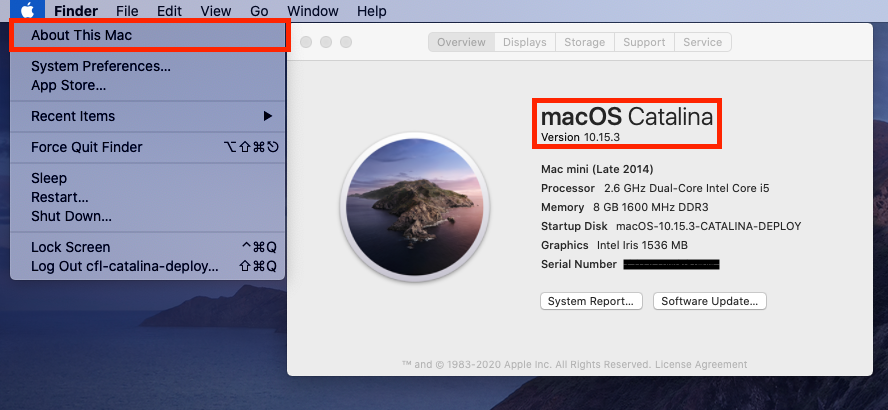 Finder File Edit View Go Window Help
About This Mac
System Preferences...
App Store...
Recent Items
Force Quit Finder ⌥⇧⌘⎋
Sleep
Restart...
Shut Down...
Lock Screen ^⌘Q
Log Out cfl-catalina-deploy... ⇧⌘Q
Overview Displays Storage Support Service
macOS Catalina
Version 10.15.3
Mac mini (Late 2014)
Processor 2.6 GHz Dual-Core Intel Core i5
Memory 8 GB 1600 MHz DDR3
Startup Disk macOS-10.15.3-CATALINA-DEPLOY
Graphics Intel Iris 1536 MB
Serial Number
System Report... Software Update...
™ and © 1983-2020 Apple Inc. All Rights Reserved. License Agreement